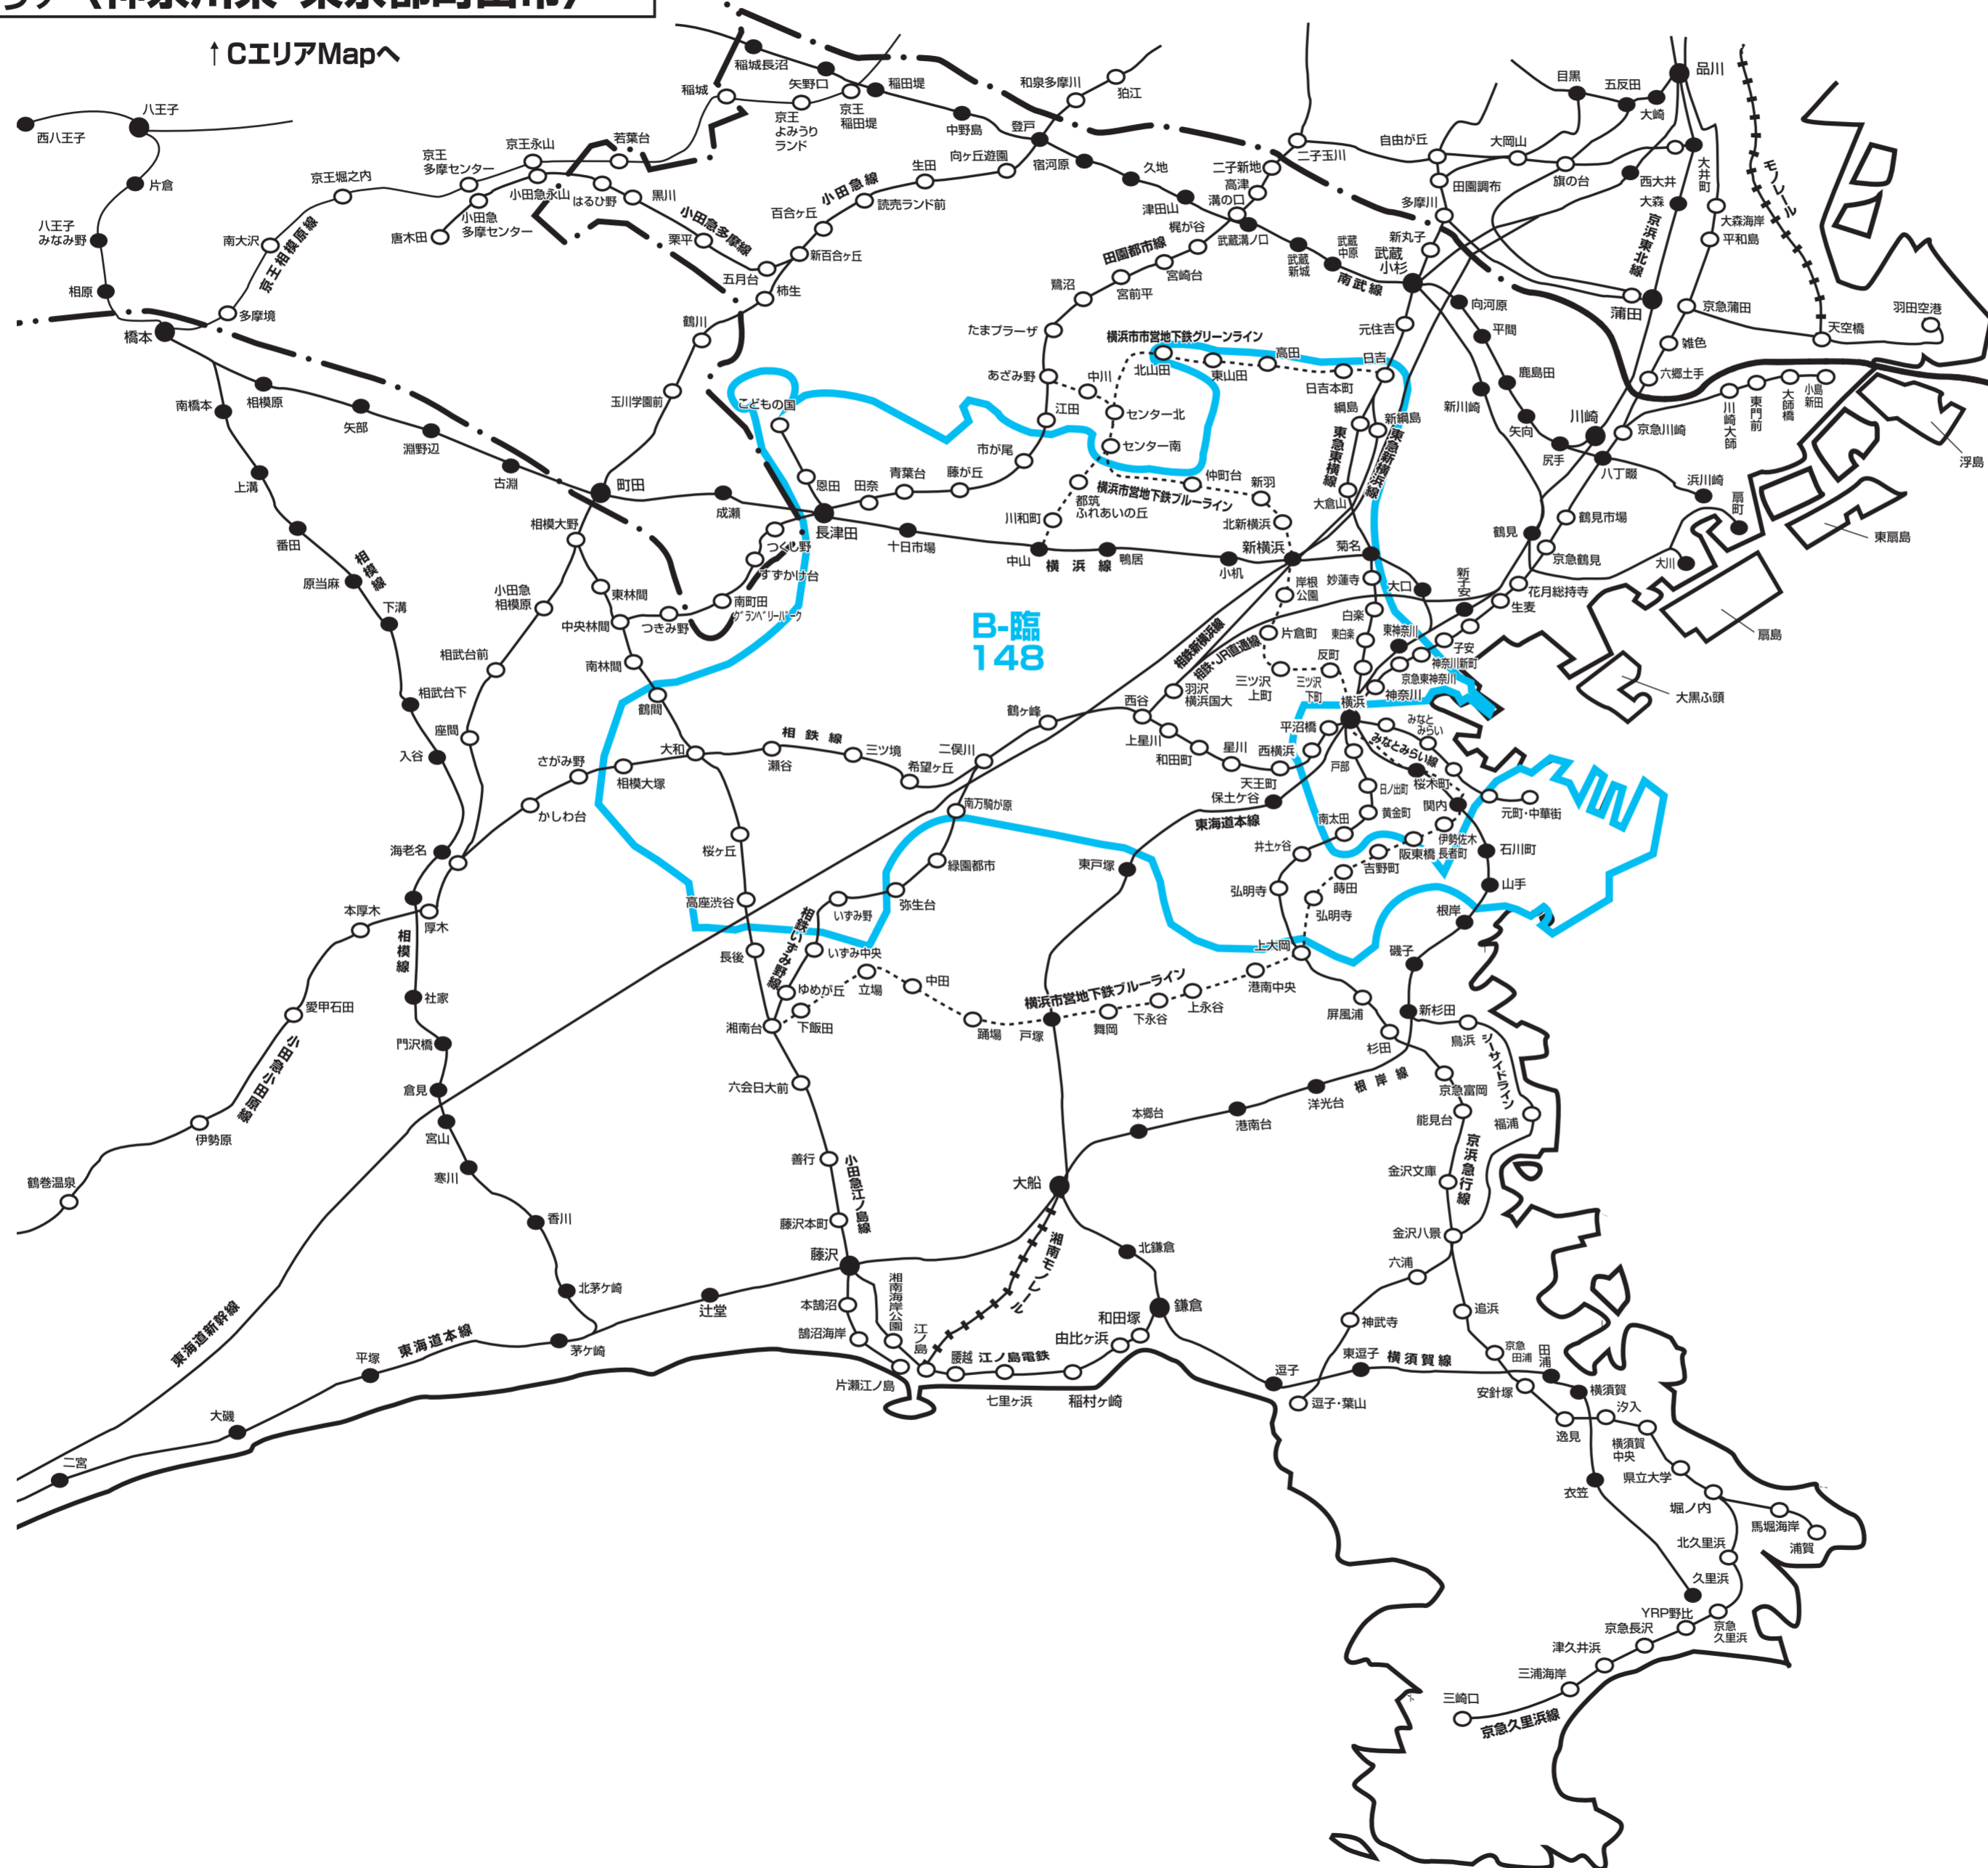 ↑CエリアMapへ
稲城長沼
矢野口
稲田堤
稲城
京王
よみうり
ランド
京王
稲田堤
中野島
登戸
和泉多摩川
狛江
目黒
五反田
大崎
品川
八王子
西八王子
片倉
八王子
みなみ野
相原
橋本
京王堀之内
京王
多摩センター
京王永山
若葉台
小田急永山
はるひ野
黒川
小田急
多摩センター
唐木田
南大沢
京王相模原線
多摩境
小田急多摩線
栗平
五月台
新百合ヶ丘
百合ヶ丘
小田急線
生田
読売ランド前
向ヶ丘遊園
宿河原
久地
津田山
二子新地
高津
溝の口
二子玉川
自由が丘
大岡山
旗の台
田園調布
多摩川
西大井
大森
大井町
大森海岸
平和島
モノレール
京浜東北線
梶が谷
武蔵溝ノ口
田園都市線
宮崎台
宮前平
鷺沼
武蔵
新城
武蔵
中原
南武線
新丸子
武蔵
小杉
向河原
平間
元住吉
蒲田
京急蒲田
雑色
天空橋
羽田空港
柿生
鶴川
たまプラーザ
横浜市市営地下鉄グリーンライン
北山田
東山田
高田
日吉本町
日吉
六郷土手
川崎大師
東門前
大師橋
小島
新田
鹿島田
新川崎
矢向
川崎
京急川崎
尻手
八丁畷
浜川崎
扇町
浮島
東扇島
南橋本
相模原
矢部
淵野辺
古淵
玉川学園前
こどもの国
あざみ野
中川
センター北
センター南
江田
市が尾
藤が丘
青葉台
田奈
恩田
綱島
新綱島
東急東横線
東急新横浜線
上溝
番田
原当麻
相模線
下溝
町田
成瀬
長津田
つくし野
すずかけ台
南町田
グランベリーパーク
つきみ野
十日市場
中山
横浜線
鴨居
川和町
都筑
ふれあいの丘
横浜市営地下鉄ブルーライン
仲町台
新羽
北新横浜
新横浜
小机
大倉山
菊名
鶴見
鶴見市場
京急鶴見
大川
相模大野
東林間
小田急
相模原
中央林間
南林間
相武台前
相武台下
鶴間
座間
入谷
B-臨
148
岸根
公園
妙蓮寺
大口
新子安
花月総持寺
生麦
扇島
片倉町
白楽
東白楽
東神奈川
子安
神奈川新町
京急東神奈川
神奈川
大黒ふ頭
相鉄新横浜線
相鉄・JR直通線
三ツ沢
上町
三ツ沢
下町
反町
横浜
羽沢
横浜国大
西谷
鶴ヶ峰
上星川
和田町
星川
天王町
西横浜
平沼橋
みなと
みらい
みなとみらい線
戸部
桜木町
日ノ出町
黄金町
関内
元町・中華街
さがみ野
相模大塚
大和
相鉄線
瀬谷
三ツ境
希望ヶ丘
二俣川
南万騎が原
かしわ台
海老名
桜ヶ丘
高座渋谷
長後
緑園都市
弥生台
いずみ野
いずみ中央
相鉄いずみ野線
ゆめが丘
保土ケ谷
東海道本線
東戸塚
南太田
井土ヶ谷
弘明寺
伊勢佐木
長者町
阪東橋
吉野町
蒔田
弘明寺
石川町
山手
根岸
本厚木
厚木
相模線
社家
門沢橋
倉見
宮山
寒川
香川
北茅ケ崎
愛甲石田
小田急小田原線
伊勢原
鶴巻温泉
湘南台
下飯田
立場
中田
踊場
戸塚
横浜市営地下鉄ブルーライン
舞岡
下永谷
上永谷
港南中央
上大岡
磯子
屏風浦
新杉田
杉田
鳥浜
シーサイドライン
六会日大前
善行
小田急江ノ島線
藤沢本町
藤沢
本郷台
港南台
洋光台
根岸線
京急富岡
能見台
福浦
京浜急行線
金沢文庫
金沢八景
六浦
大船
湘南モノレール
北鎌倉
鎌倉
和田塚
由比ヶ浜
本鵠沼
湘南海岸公園
鵠沼海岸
江ノ島
片瀬江ノ島
腰越
江ノ島電鉄
七里ヶ浜
稲村ヶ崎
神武寺
追浜
京急
田浦
田浦
横須賀
逗子
東逗子
横須賀線
逗子・葉山
安針塚
汐入
逸見
横須賀
中央
県立大学
堀ノ内
馬堀海岸
浦賀
衣笠
北久里浜
久里浜
YRP野比
京急
久里浜
京急長沢
津久井浜
三浦海岸
三崎口
京急久里浜線
東海道新幹線
東海道本線
茅ケ崎
辻堂
平塚
大磯
二宮